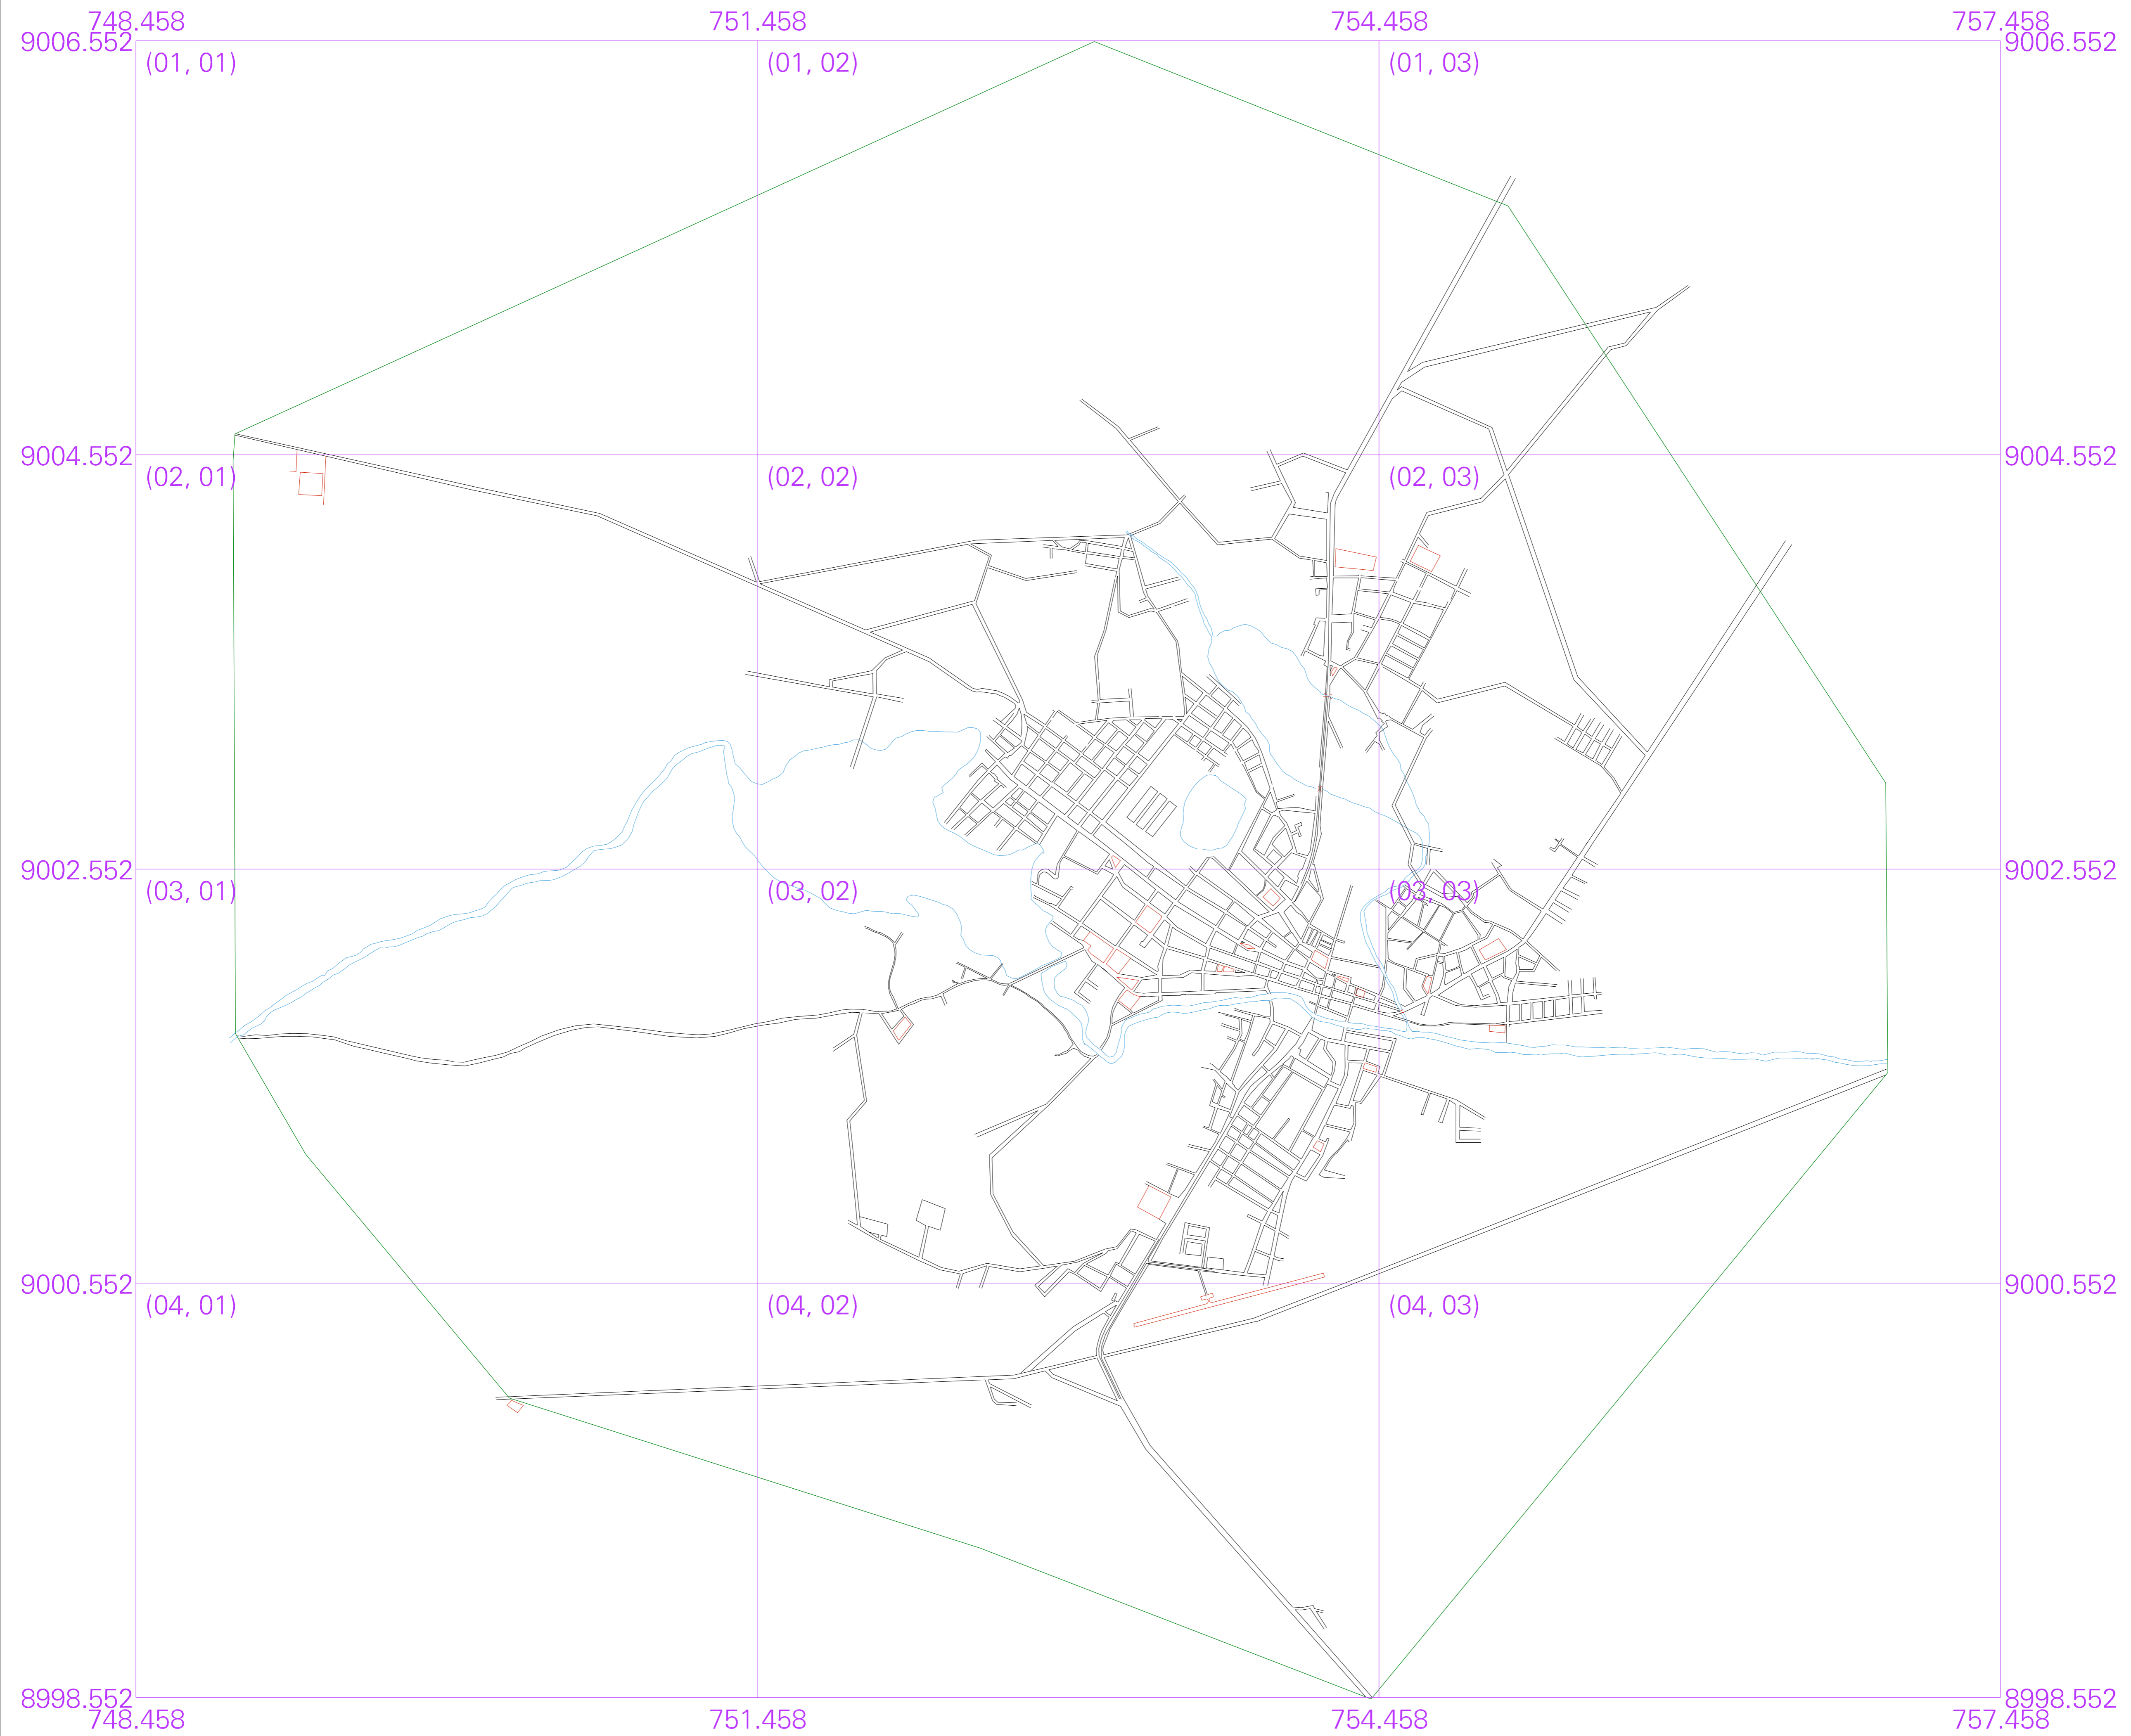 748.458 751.458 754.458 757.458
9006.552 9006.552
(01, 01) (01, 02) (01, 03)
9004.552 9004.552
(02, 01) (02, 02) (02, 03)
9002.552 9002.552
(03, 01) (03, 02) (03, 03)
9000.552 9000.552
(04, 01) (04, 02) (04, 03)
8998.552 8998.552
748.458 751.458 754.458 757.458